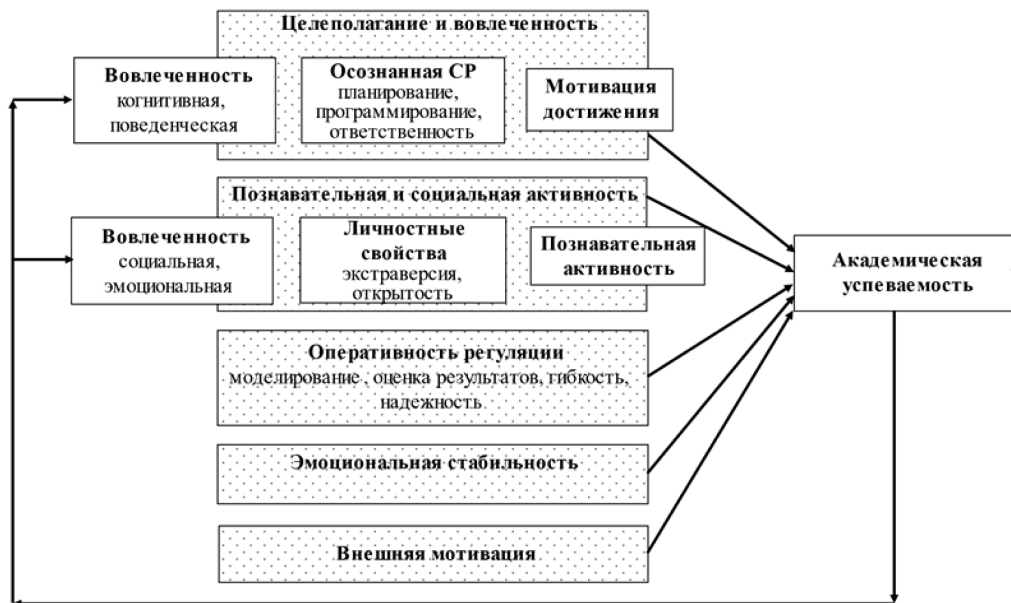 Целеполагание и вовлеченность
Вовлеченность
когнитивная,
поведенческая
Осознанная СР
планирование,
программирование,
ответственность
Мотивация
достижения
Познавательная и социальная активность
Вовлеченность
социальная,
эмоциональная
Личностные
свойства
экстраверсия,
открытость
Познавательная
активность
Академическая
успеваемость
Оперативность регуляции
моделирование , оценка результатов, гибкость,
надежность
Эмоциональная стабильность
Внешняя мотивация